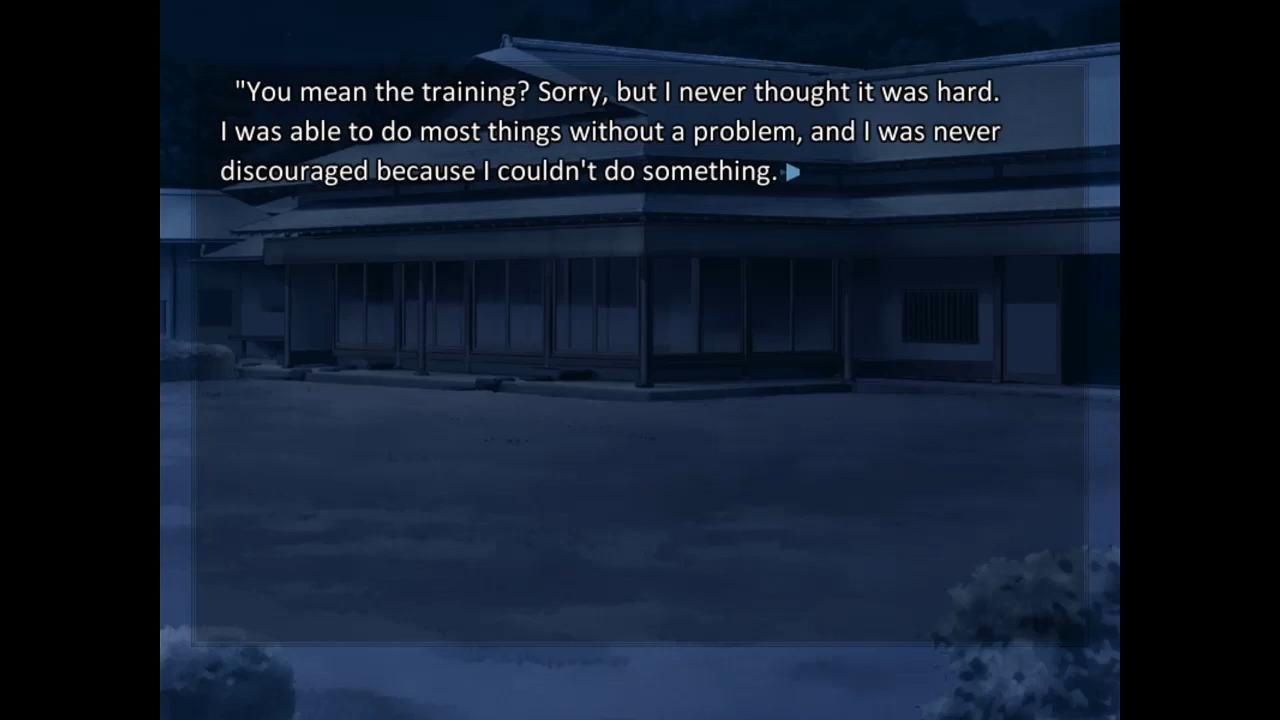 "You mean the training? Sorry, but I never thought it was hard.
I was able to do most things without a problem, and I was never
discouraged because I couldn't do something.